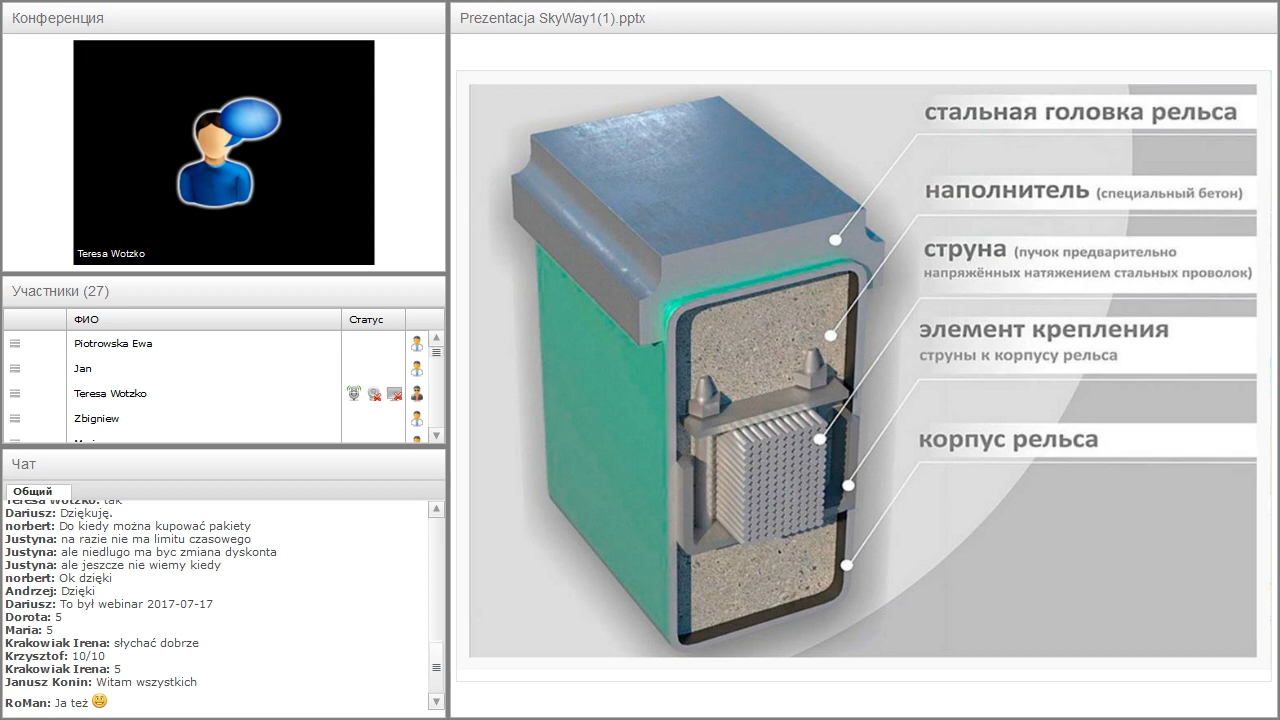 Конференция
Teresa Wotzko
Участники (27)
ФИО Статус
Piotrowska Ewa
Jan
Teresa Wotzko
Zbigniew
Чат
Общий
Teresa Wotzko: tak
Dariusz: Dziękuję.
norbert: Do kiedy można kupować pakiety
Justyna: na razie nie ma limitu czasowego
Justyna: ale niedlugo ma byc zmiana dyskonta
Justyna: ale jeszcze nie wiemy kiedy
norbert: Ok dzięki
Andrzej: Dzięki
Dariusz: To był webinar 2017-07-17
Dorota: 5
Maria: 5
Krakowiak Irena: słychać dobrze
Krzysztof: 10/10
Krakowiak Irena: 5
Janusz Konin: Witam wszystkich
RoMan: Ja też
Prezentacja SkyWay1(1).pptx
стальная головка рельса
наполнитель (специальный бетон)
струна (пучок предварительно
напряжённых натяжением стальных проволок)
элемент крепления
струны к корпусу рельса
корпус рельса